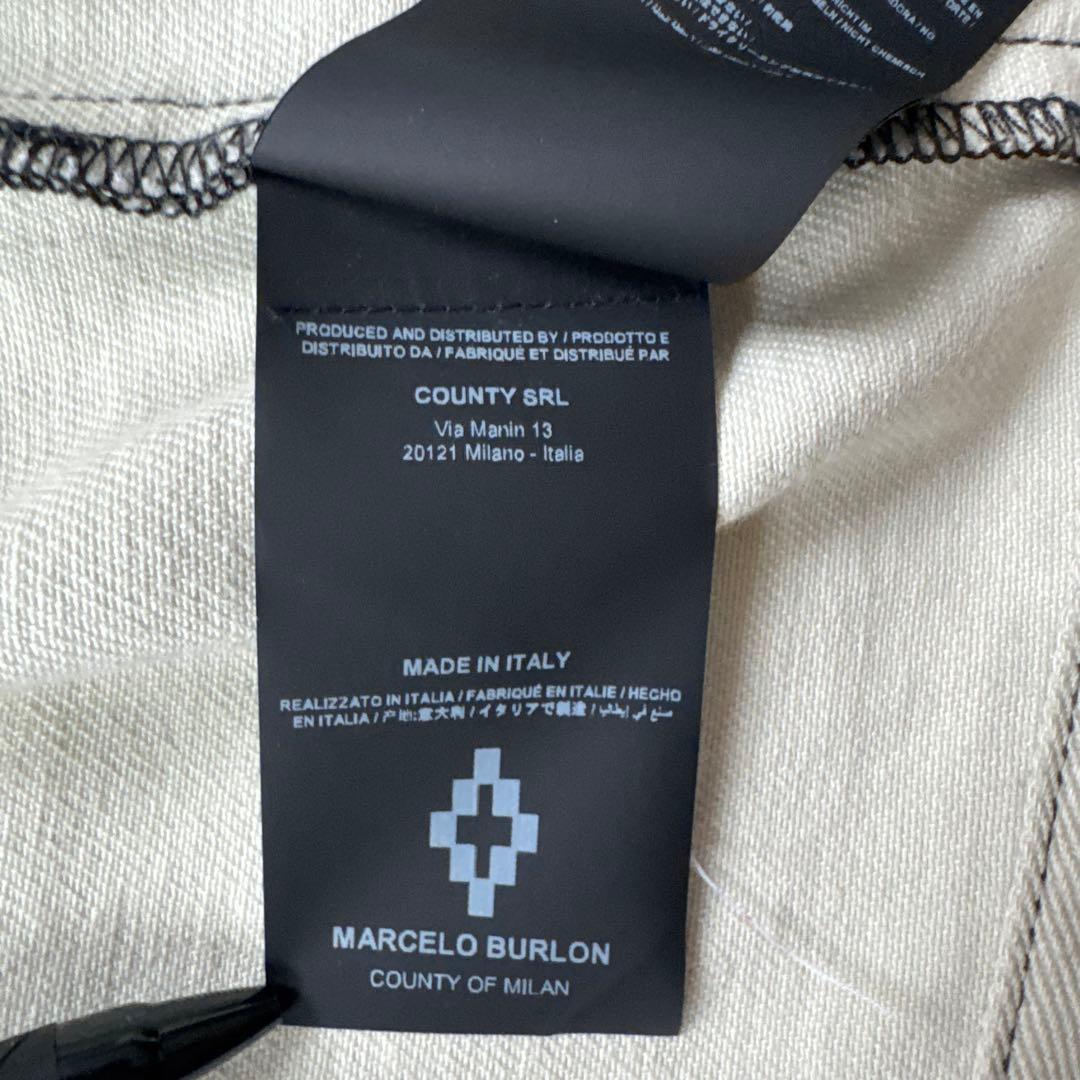 PRODUCED AND DISTRIBUTED BY / PRODOTTO E
DISTRIBUITO DA / FABRIQUÉ ET DISTRIBUÉ PAR
COUNTY SRL
Via Manin 13
20121 Milano - Italia
MADE IN ITALY
REALIZZATO IN ITALIA / FABRIQUÉ EN ITALIE / HECHO
EN ITALIA / 产地:意大利 / イタリアで製造 / صنع في إيطاليا
MARCELO BURLON
COUNTY OF MILAN